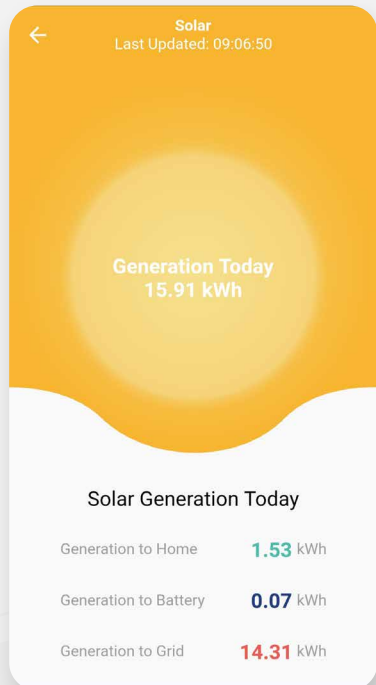 Solar
Last Updated: 09:06:50
Generation Today
15.91 kWh
Solar Generation Today
Generation to Home 1.53 kWh
Generation to Battery 0.07 kWh
Generation to Grid 14.31 kWh